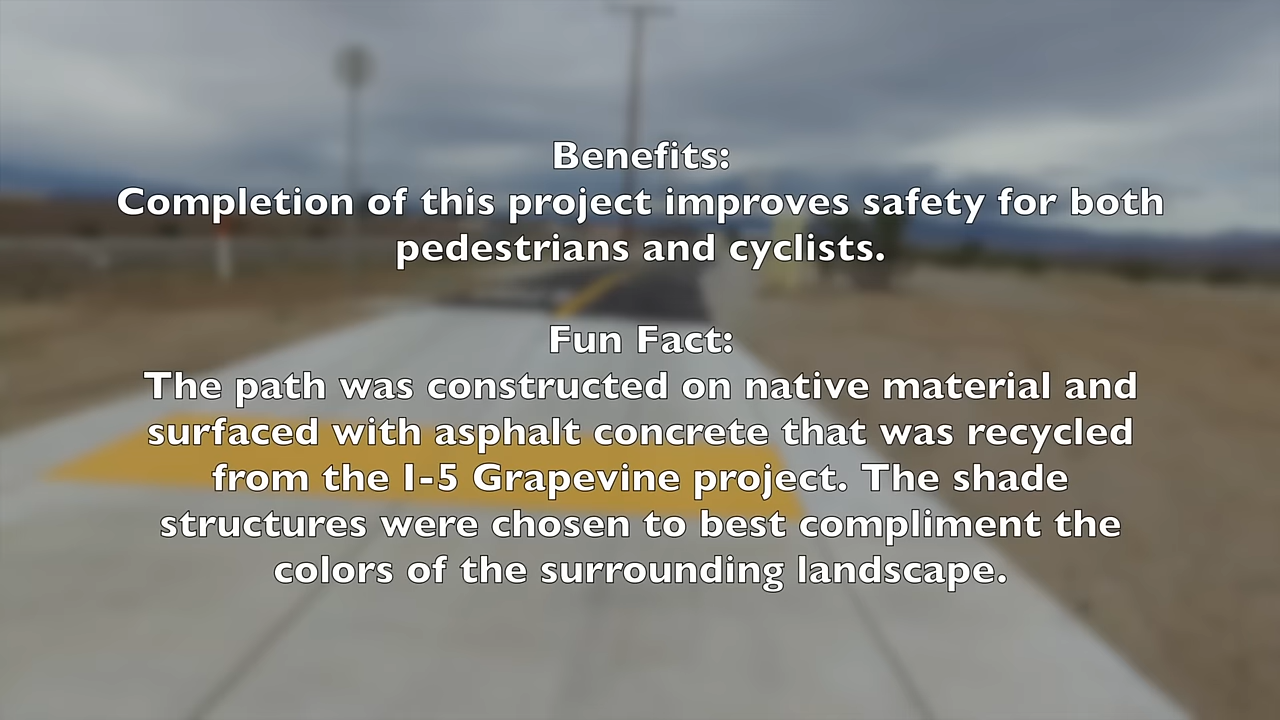 Benefits:
Completion of this project improves safety for both
pedestrians and cyclists.
Fun Fact:
The path was constructed on native material and
surfaced with asphalt concrete that was recycled
from the I-5 Grapevine project. The shade
structures were chosen to best compliment the
colors of the surrounding landscape.